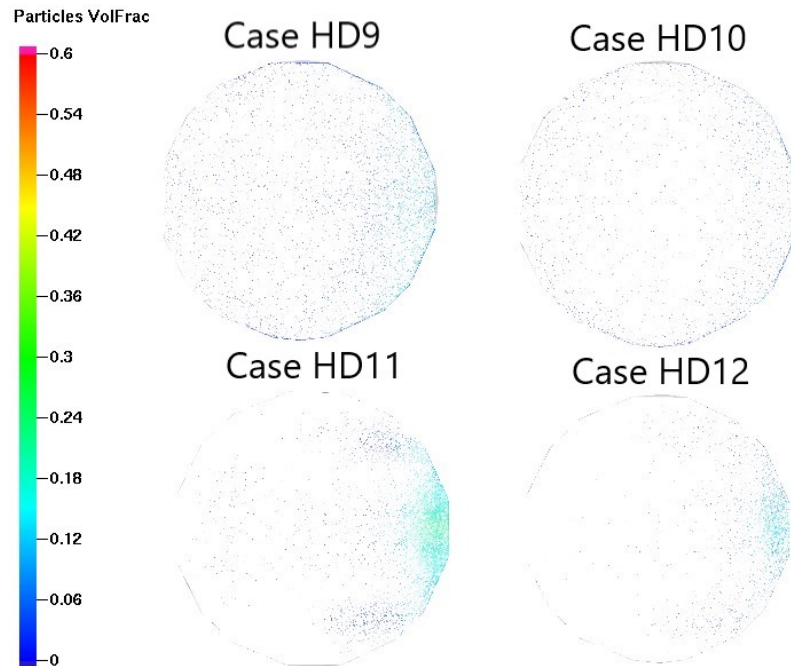 Particles VolFrac
Case HD9
Case HD10
0.6
0.54
0.48
0.42
0.36
0.3
Case HD11
Case HD12
0.24
0.18
0.12
0.06
0